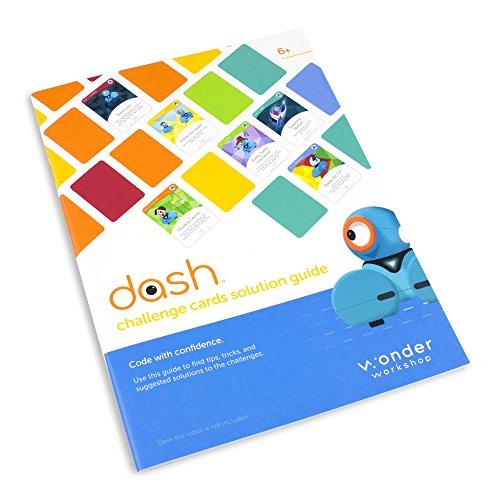 6+
dash™
challenge cards solution guide
Code with confidence.
Use this guide to find tips, tricks, and
suggested solutions to the challenges.
wonder
workshop
Dash the robot is not included